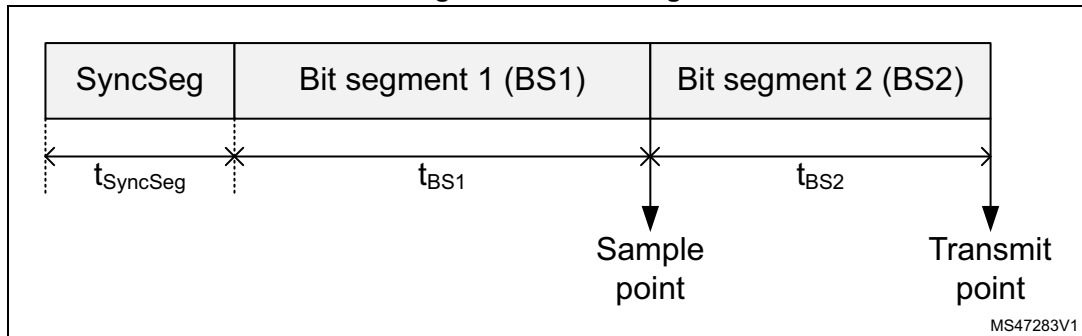 SyncSeg Bit segment 1 (BS1) Bit segment 2 (BS2)
tSyncSeg tBS1 tBS2
Sample point
Transmit point
MS47283V1